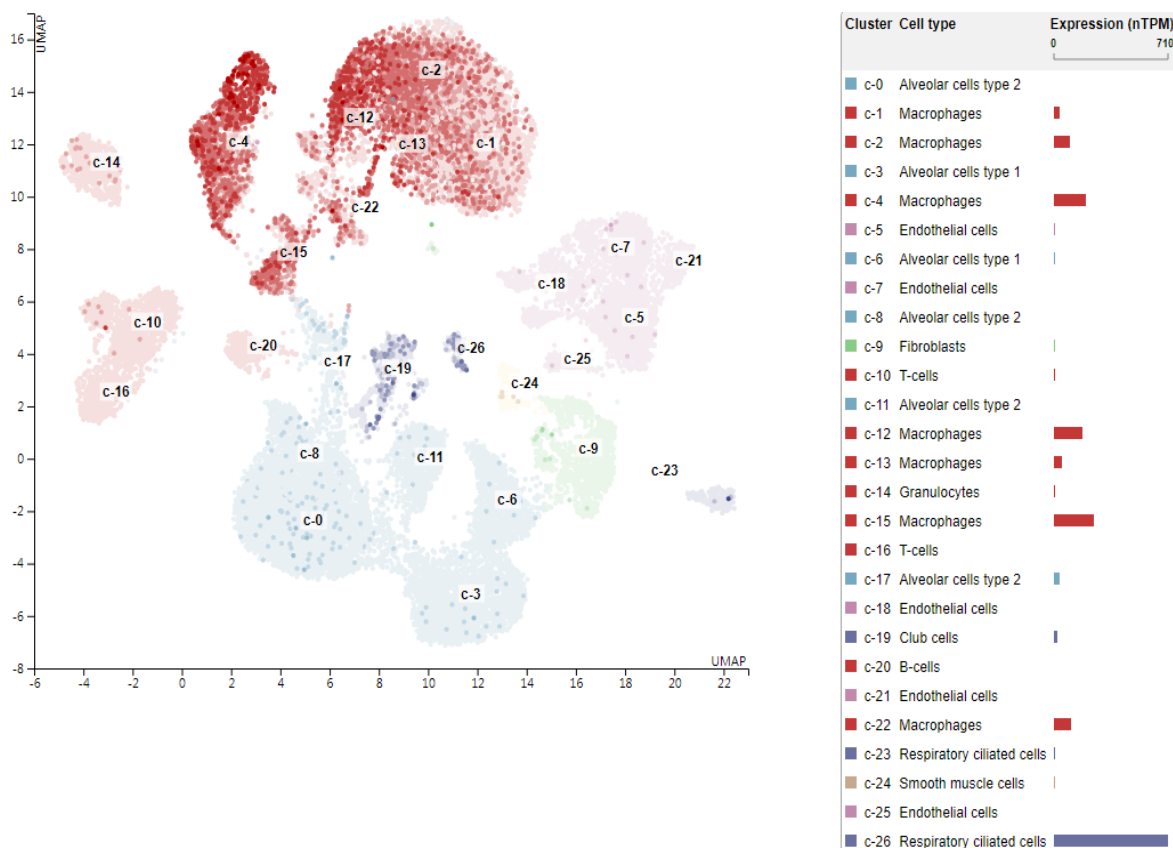 UMAP
16
14
12
10
8
6
4
2
0
-2
-4
-6
-8
-6 -4 -2 0 2 4 6 8 10 12 14 16 18 20 22
UMAP
c-2
c-12
c-4
c-13
c-1
c-14
c-22
c-15
c-7
c-21
c-18
c-10
c-5
c-20
c-26
c-17
c-19
c-25
c-16
c-24
c-8
c-11
c-9
c-23
c-6
c-0
c-3
Cluster Cell type Expression (nTPM)
0 710
c-0 Alveolar cells type 2
c-1 Macrophages
c-2 Macrophages
c-3 Alveolar cells type 1
c-4 Macrophages
c-5 Endothelial cells
c-6 Alveolar cells type 1
c-7 Endothelial cells
c-8 Alveolar cells type 2
c-9 Fibroblasts
c-10 T-cells
c-11 Alveolar cells type 2
c-12 Macrophages
c-13 Macrophages
c-14 Granulocytes
c-15 Macrophages
c-16 T-cells
c-17 Alveolar cells type 2
c-18 Endothelial cells
c-19 Club cells
c-20 B-cells
c-21 Endothelial cells
c-22 Macrophages
c-23 Respiratory ciliated cells
c-24 Smooth muscle cells
c-25 Endothelial cells
c-26 Respiratory ciliated cells